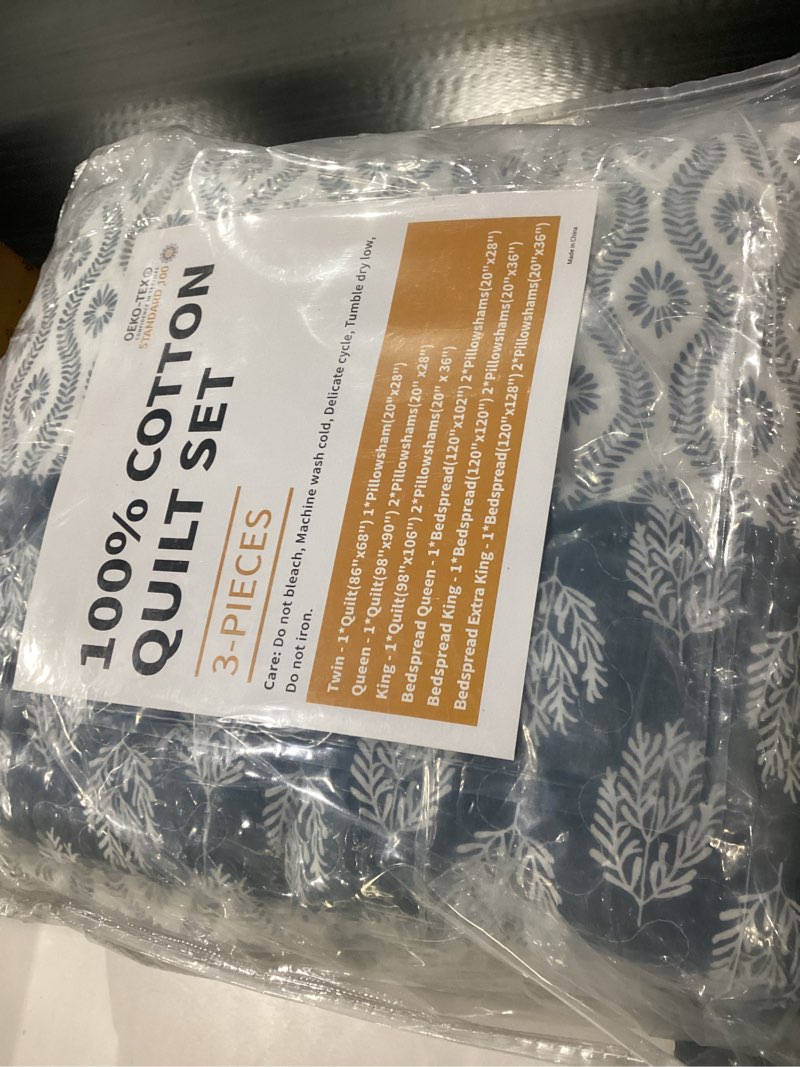 OEKO-TEX®
STANDARD 100
100% COTTON
QUILT SET
3-PIECES
Care: Do not bleach, Machine wash cold, Delicate cycle, Tumble dry low,
Do not iron.
Twin - 1*Quilt(86"x68") 1*Pillowsham(20"x28")
Queen - 1*Quilt(98"x90") 2*Pillowshams(20" x28")
King - 1*Quilt(98"x106") 2*Pillowshams(20" x 36")
Bedspread Queen - 1*Bedspread(120"x102") 2*Pillowshams(20"x28")
Bedspread King - 1*Bedspread(120"x120") 2*Pillowshams(20"x36")
Bedspread Extra King - 1*Bedspread(120"x128") 2*Pillowshams(20"x36")
Made in China